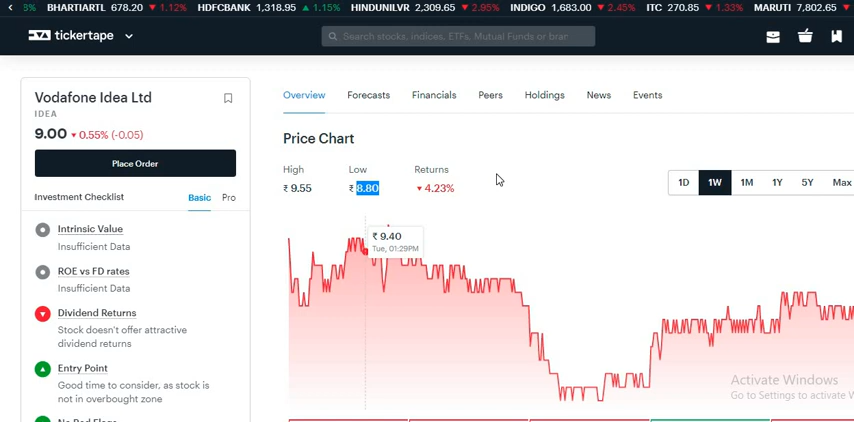 8% BHARTIARTL 678.20 ▼ 1.12% HDFCBANK 1,318.95 ▲ 1.15% HINDUNILVR 2,309.65 ▼ 2.95% INDIGO 1,683.00 ▼ 2.45% ITC 270.85 ▼ 1.33% MARUTI 7,802.65 ▼
tickertape
Search stocks, indices, ETFs, Mutual Funds or bran
Vodafone Idea Ltd
IDEA
9.00 ▼ 0.55% (-0.05)
Place Order
Investment Checklist Basic Pro
Intrinsic Value
Insufficient Data
ROE vs FD rates
Insufficient Data
Dividend Returns
Stock doesn't offer attractive
dividend returns
Entry Point
Good time to consider, as stock is
not in overbought zone
No Red Flags
Overview Forecasts Financials Peers Holdings News Events
Price Chart
High Low Returns
₹ 9.55 ₹ 8.80 ▼ 4.23%
1D 1W 1M 1Y 5Y Max
₹ 9.40
Tue, 01:29PM
Activate Windows
Go to Settings to activate W